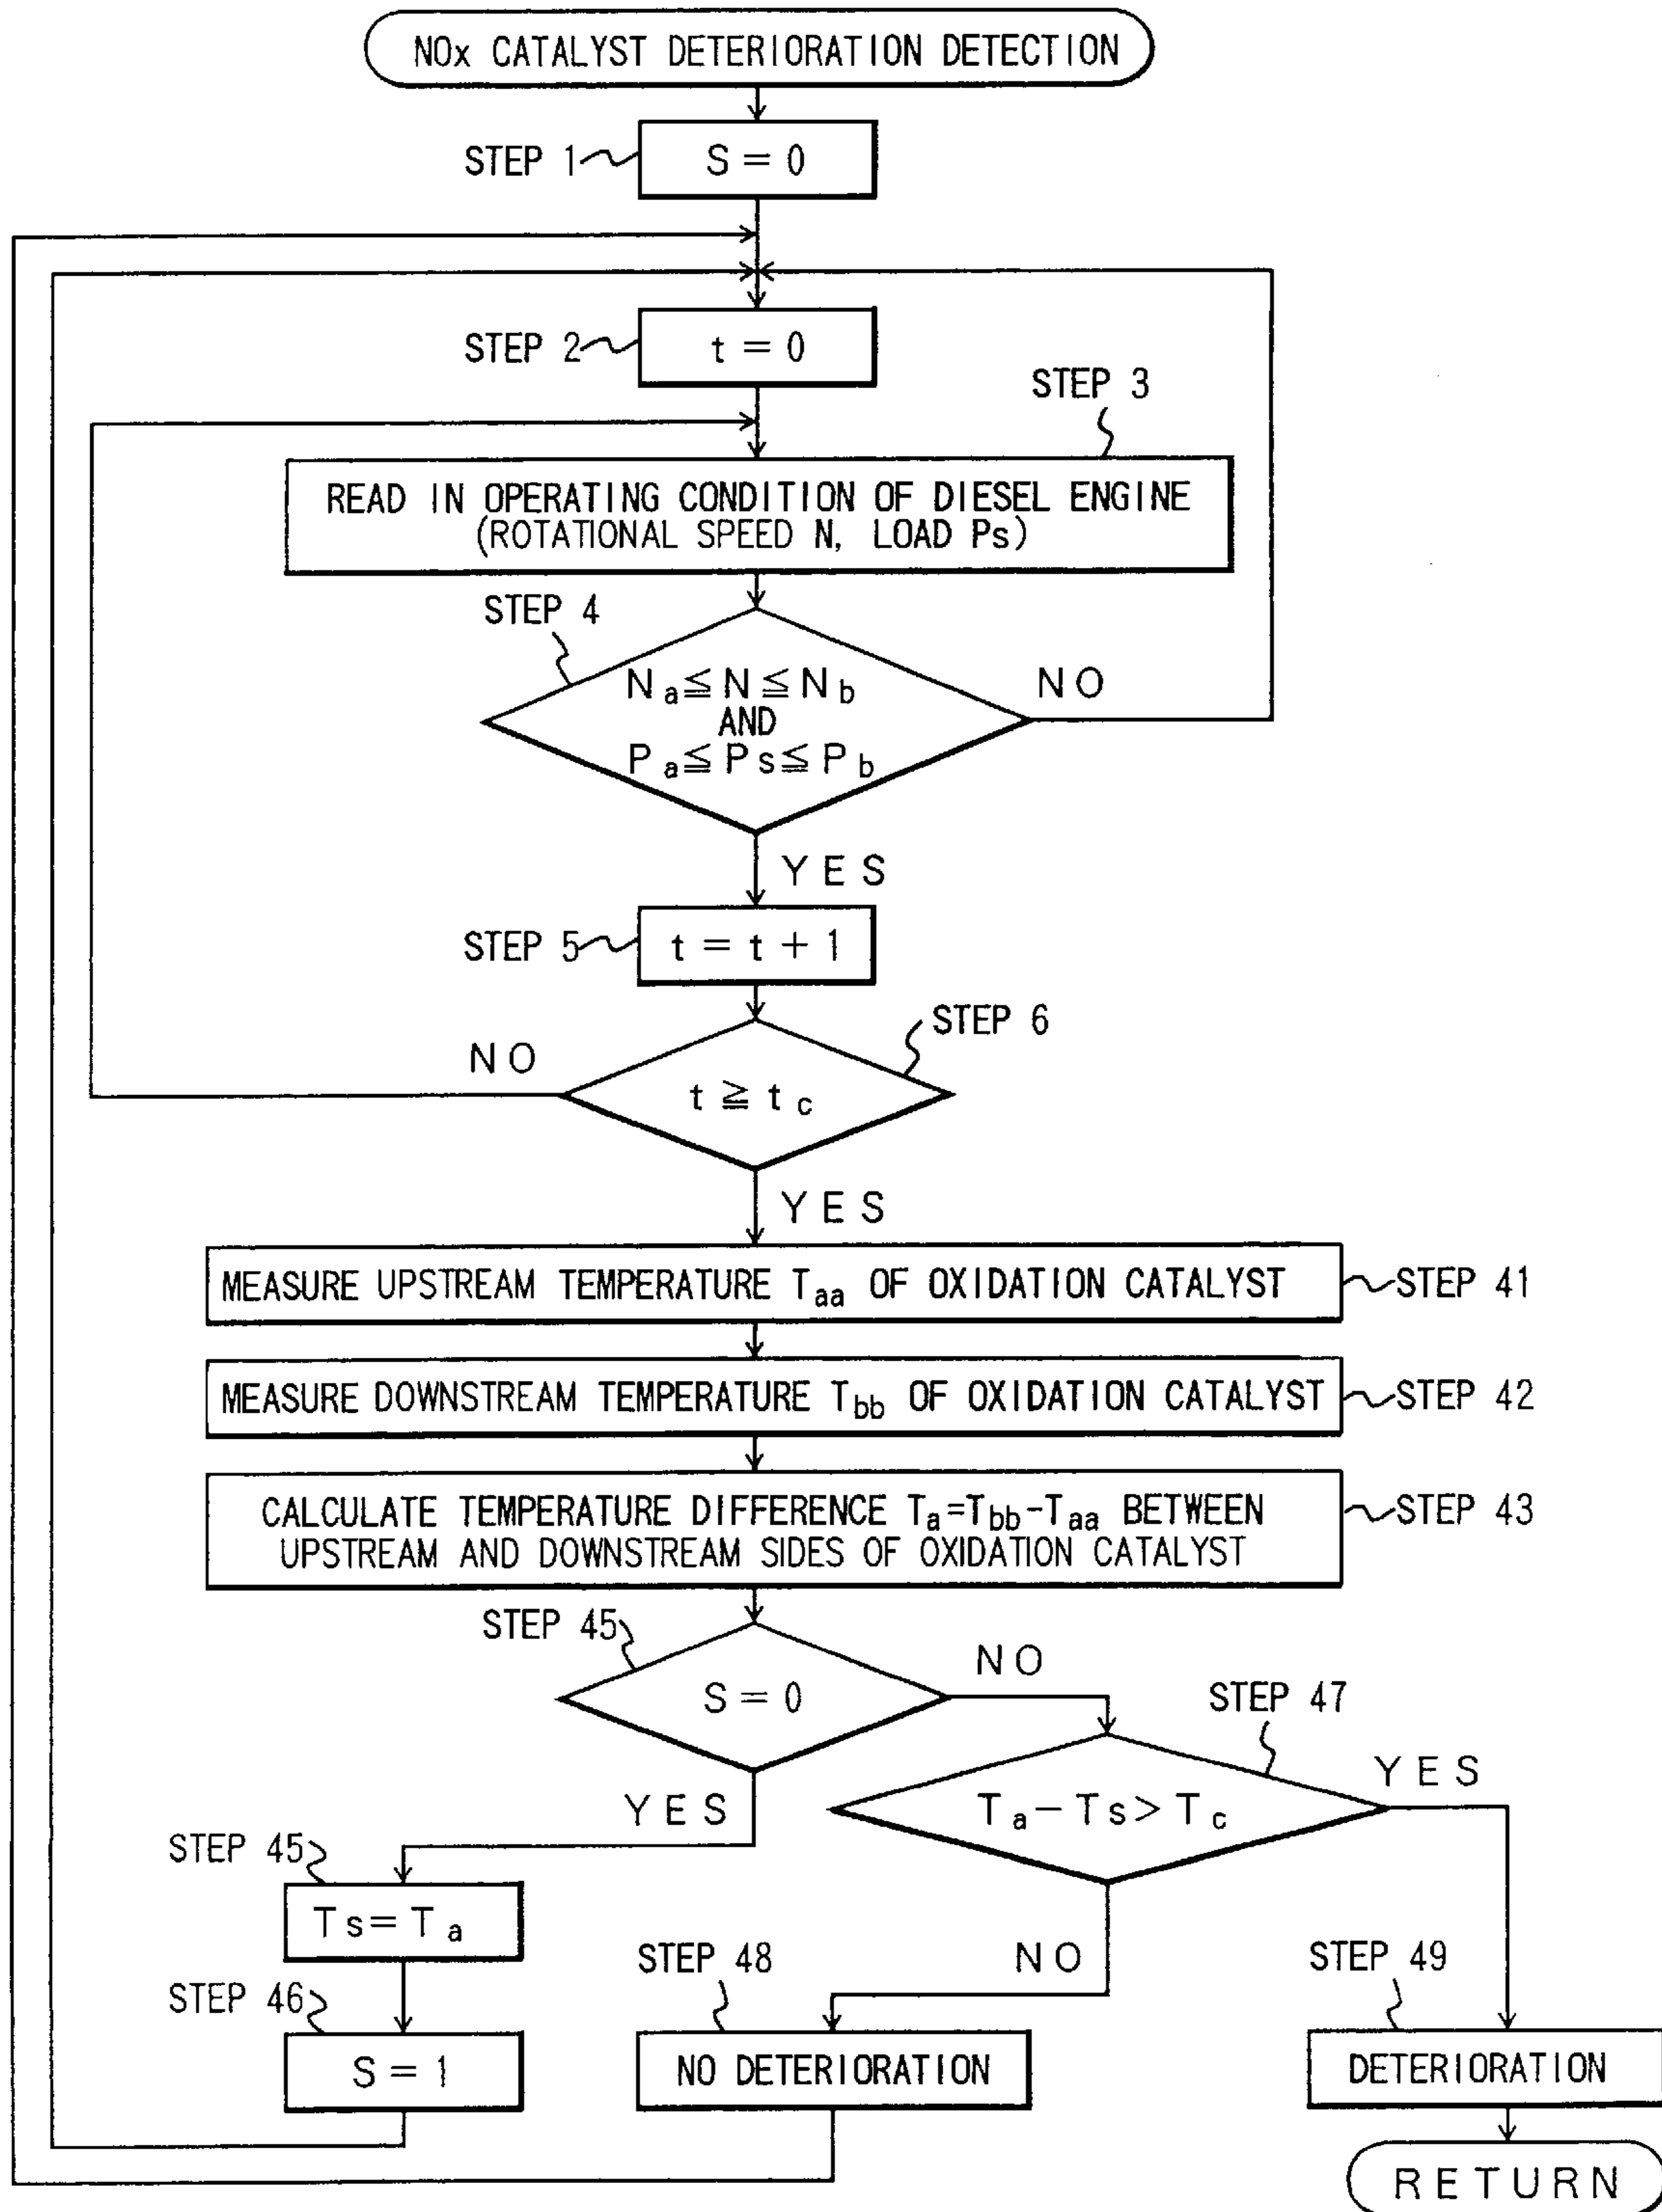 NOx CATALYST DETERIORATION DETECTION
STEP 1
S = 0
STEP 2
t = 0
STEP 3
READ IN OPERATING CONDITION OF DIESEL ENGINE
(ROTATIONAL SPEED N, LOAD Ps)
STEP 4
Na ≦ N ≦ Nb
AND
Pa ≦ Ps ≦ Pb
NO
YES
STEP 5
t = t + 1
STEP 6
NO
t ≧ tc
YES
MEASURE UPSTREAM TEMPERATURE Taa OF OXIDATION CATALYST
STEP 41
MEASURE DOWNSTREAM TEMPERATURE Tbb OF OXIDATION CATALYST
STEP 42
CALCULATE TEMPERATURE DIFFERENCE Ta=Tbb-Taa BETWEEN
UPSTREAM AND DOWNSTREAM SIDES OF OXIDATION CATALYST
STEP 43
STEP 45
S = 0
NO
STEP 47
YES
Ta - Ts > Tc
YES
STEP 45
Ts = Ta
NO
STEP 46
S = 1
STEP 48
NO DETERIORATION
STEP 49
DETERIORATION
RETURN